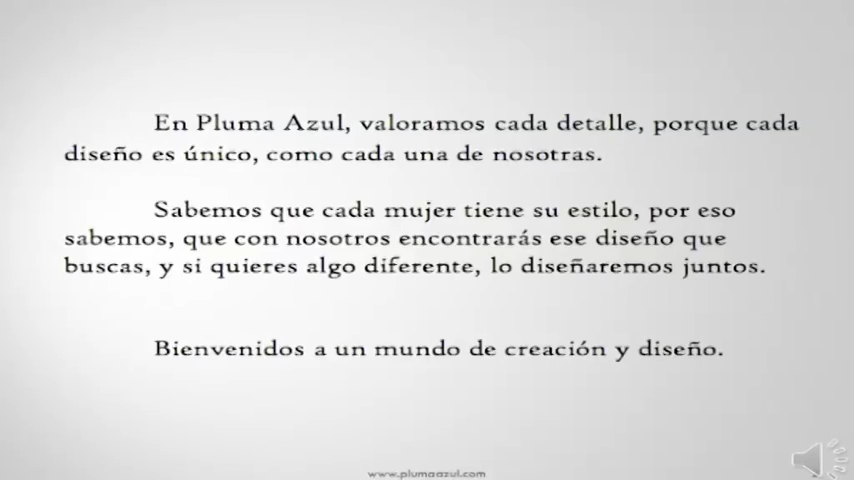 En Pluma Azul, valoramos cada detalle, porque cada
diseño es único, como cada una de nosotras.
Sabemos que cada mujer tiene su estilo, por eso
sabemos, que con nosotros encontrarás ese diseño que
buscas, y si quieres algo diferente, lo diseñaremos juntos.
Bienvenidos a un mundo de creación y diseño.
www.plumaazul.com